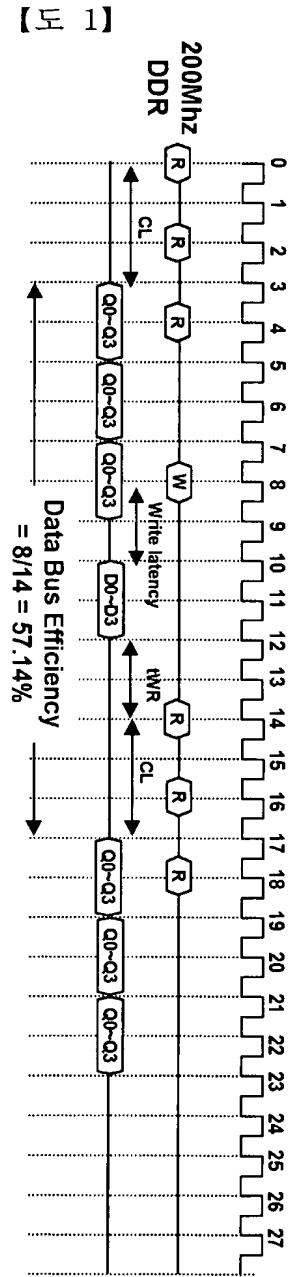 【도 1】
0 1 2 3 4 5 6 7 8 9 10 11 12 13 14 15 16 17 18 19 20 21 22 23 24 25 26 27
200Mhz
DDR
R R R W R R R
CL
Write latency
tWR
CL
Q0~Q3 Q0~Q3 Q0~Q3 D0~D3 Q0~Q3 Q0~Q3 Q0~Q3
Data Bus Efficiency
= 8/14 = 57.14%